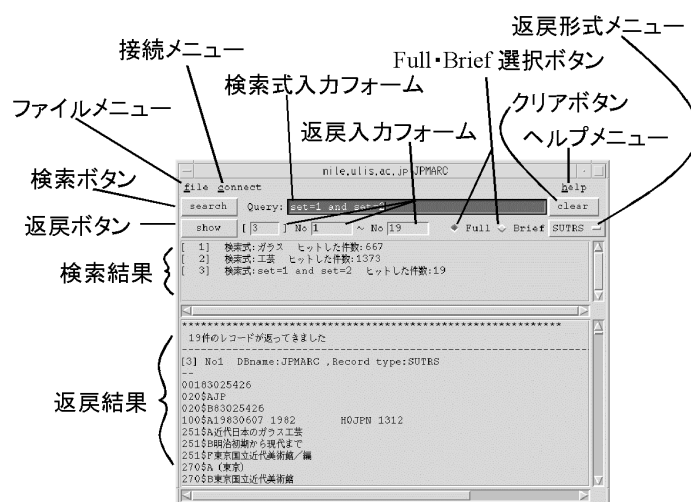 返戻形式メニュー
接続メニュー
Full・Brief 選択ボタン
検索式入力フォーム
クリアボタン
ファイルメニュー
返戻入力フォーム
ヘルプメニュー
検索ボタン
返戻ボタン
検索結果
返戻結果
nile.ulis.ac.jp JPMARC
file connect help
search Query: set=1 and set=2 clear
show [ 3 ] No 1 ~ No 19 Full Brief SUTRS
[ 1] 検索式:ガラス ヒットした件数:667
[ 2] 検索式:工芸 ヒットした件数:1373
[ 3] 検索式:set=1 and set=2 ヒットした件数:19
19件のレコードが返ってきました
[3] No1 DBname:JPMARC ,Record type:SUTRS
--
00183025426
020$AJP
020$B83025426
100$A19830607 1982 H0JPN 1312
251$A近代日本のガラス工芸
251$B明治初期から現代まで
251$F東京国立近代美術館／編
270$A（東京）
270$B東京国立近代美術館